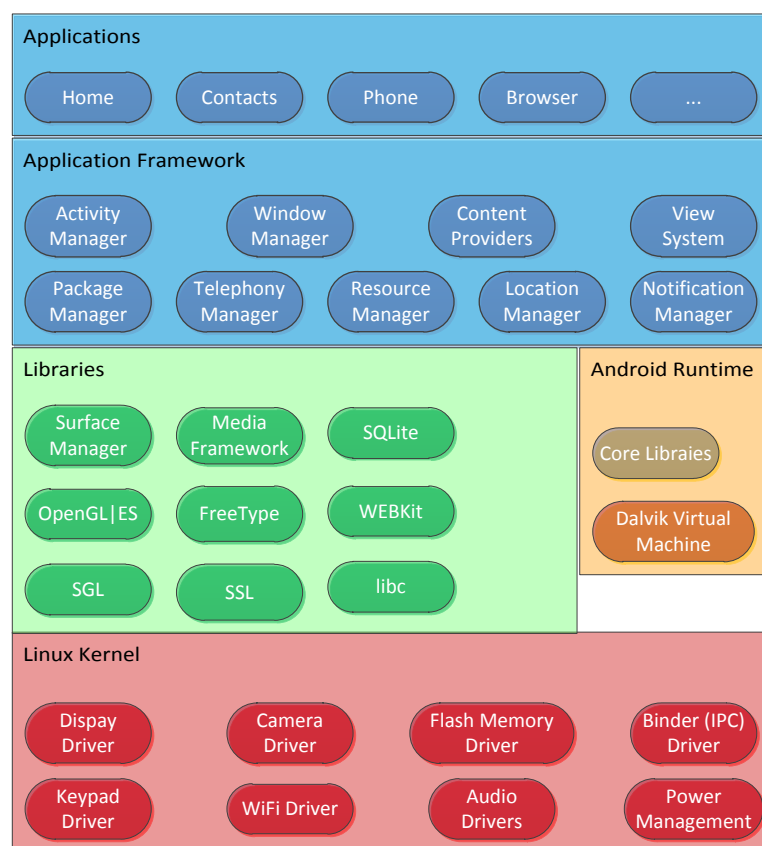 Applications
Home
Contacts
Phone
Browser
...
Application Framework
Activity
Manager
Window
Manager
Content
Providers
View
System
Package
Manager
Telephony
Manager
Resource
Manager
Location
Manager
Notification
Manager
Libraries
Surface
Manager
Media
Framework
SQLite
OpenGL|ES
FreeType
WEBKit
SGL
SSL
libc
Android Runtime
Core Libraies
Dalvik Virtual
Machine
Linux Kernel
Dispay
Driver
Camera
Driver
Flash Memory
Driver
Binder (IPC)
Driver
Keypad
Driver
WiFi Driver
Audio
Drivers
Power
Management